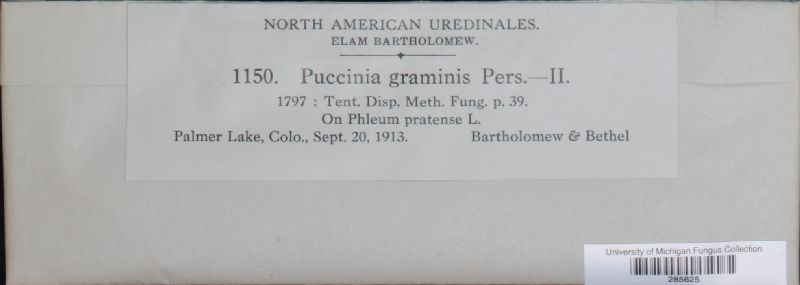 NORTH AMERICAN UREDINALES.
ELAM BARTHOLOMEW.
1150. Puccinia graminis Pers.—II.
1797 : Tent. Disp. Meth. Fung. p. 39.
On Phleum pratense L.
Palmer Lake, Colo., Sept. 20, 1913. Bartholomew & Bethel
University of Michigan Fungus Collection
285625